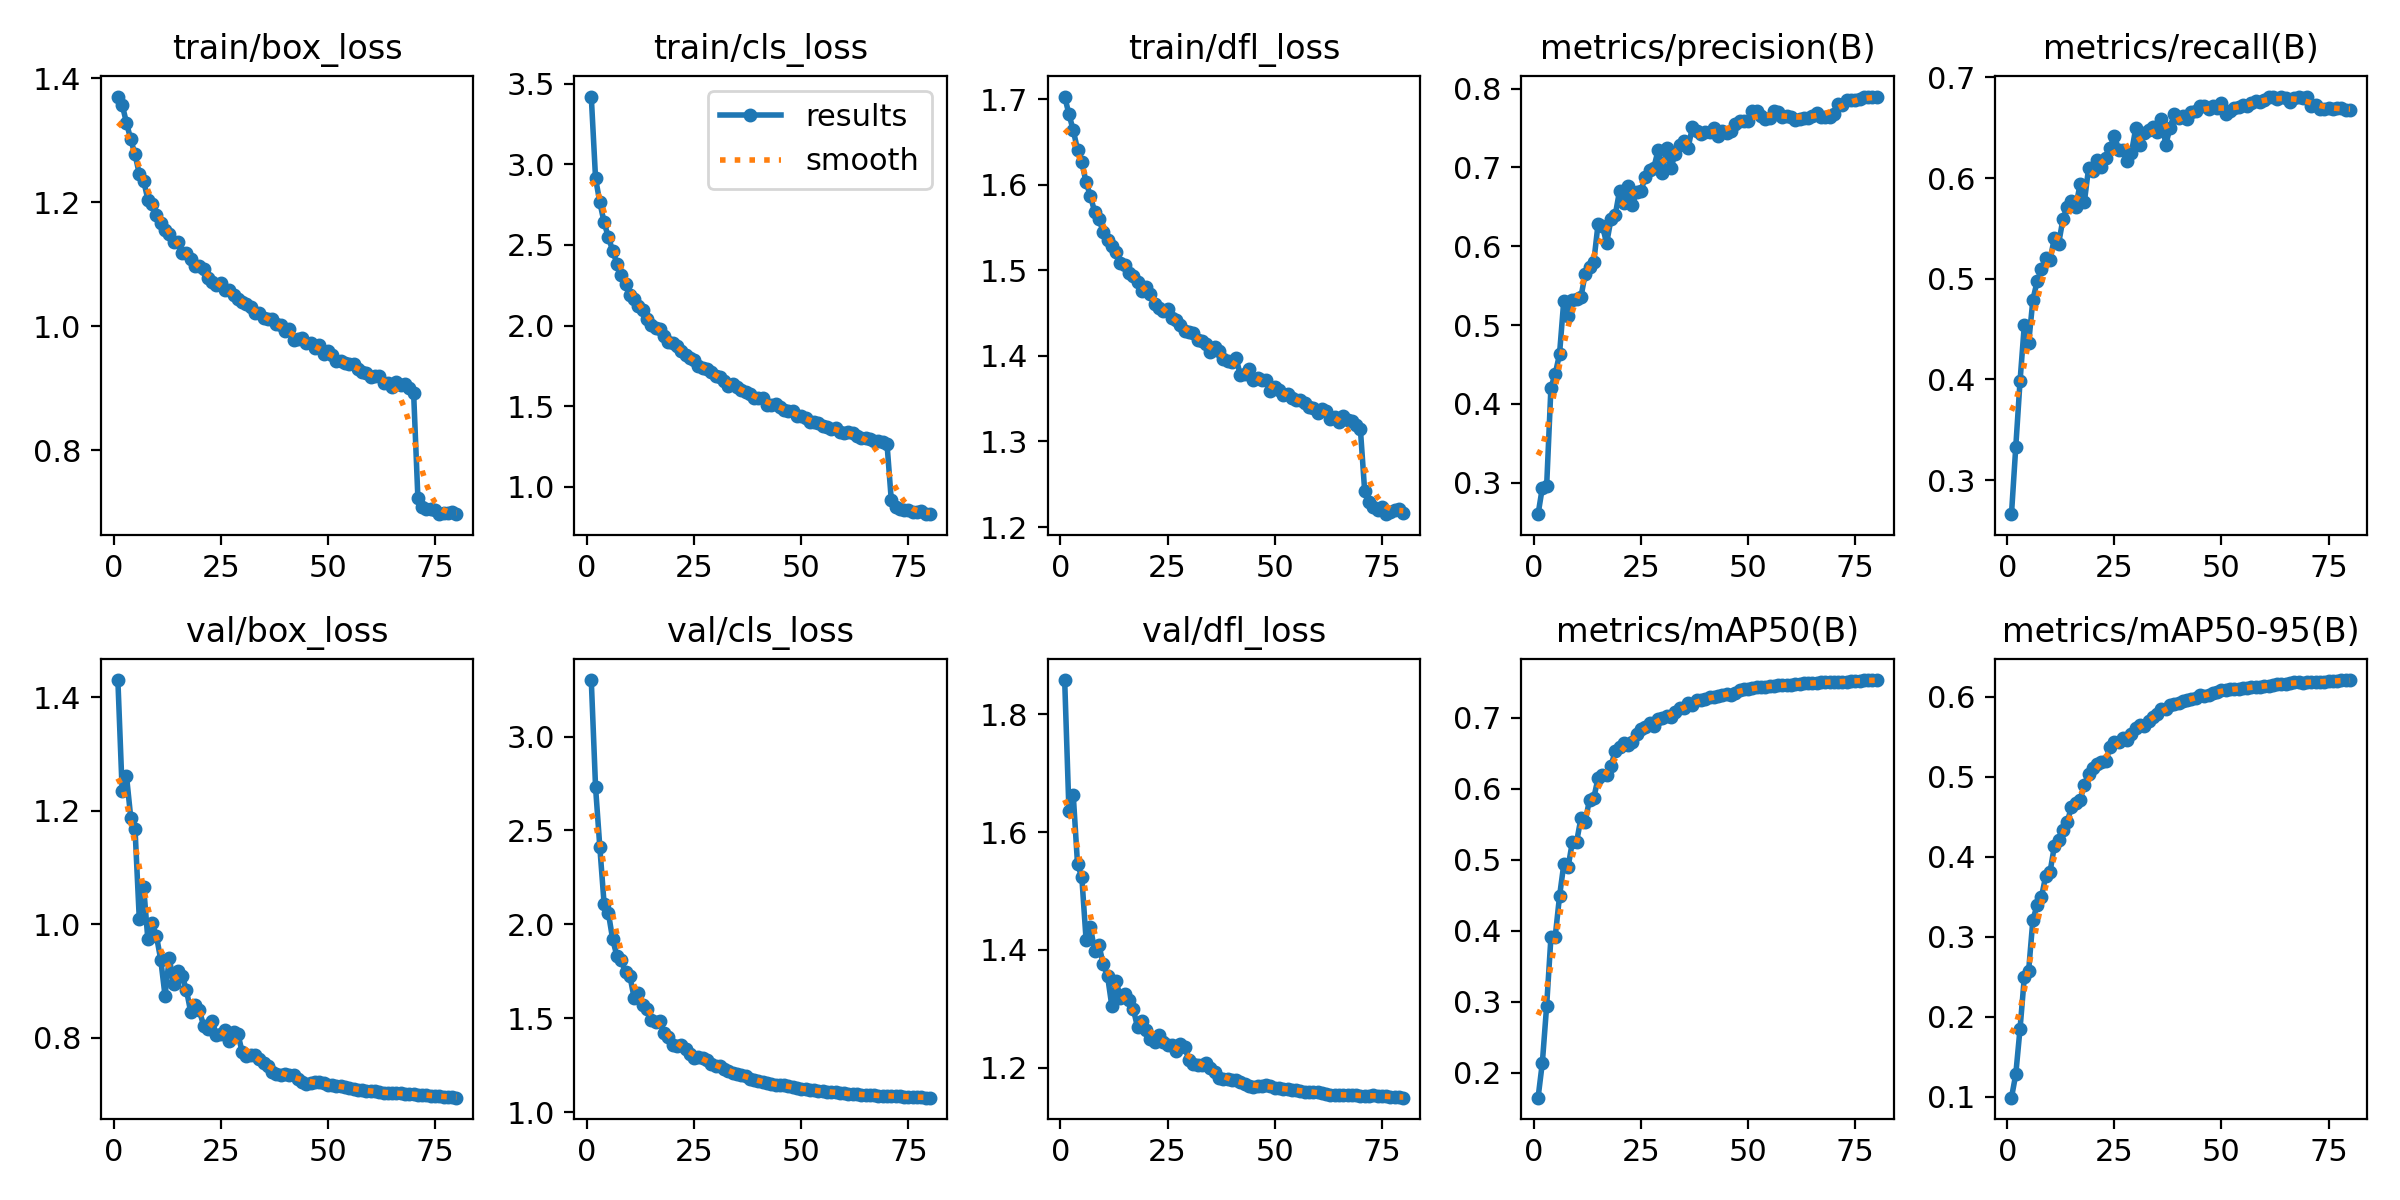 train/box_loss
1.4
1.2
1.0
0.8
0 25 50 75
train/cls_loss
3.5
3.0
2.5
2.0
1.5
1.0
0 25 50 75
results
smooth
train/dfl_loss
1.7
1.6
1.5
1.4
1.3
1.2
0 25 50 75
metrics/precision(B)
0.8
0.7
0.6
0.5
0.4
0.3
0 25 50 75
metrics/recall(B)
0.7
0.6
0.5
0.4
0.3
0 25 50 75
val/box_loss
1.4
1.2
1.0
0.8
0 25 50 75
val/cls_loss
3.0
2.5
2.0
1.5
1.0
0 25 50 75
val/dfl_loss
1.8
1.6
1.4
1.2
0 25 50 75
metrics/mAP50(B)
0.7
0.6
0.5
0.4
0.3
0.2
0 25 50 75
metrics/mAP50-95(B)
0.6
0.5
0.4
0.3
0.2
0.1
0 25 50 75